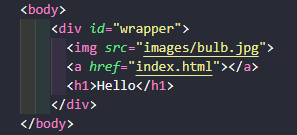 <body>
<div id="wrapper">
<img src="images/bulb.jpg">
<a href="index.html"></a>
<h1>Hello</h1>
</div>
</body>